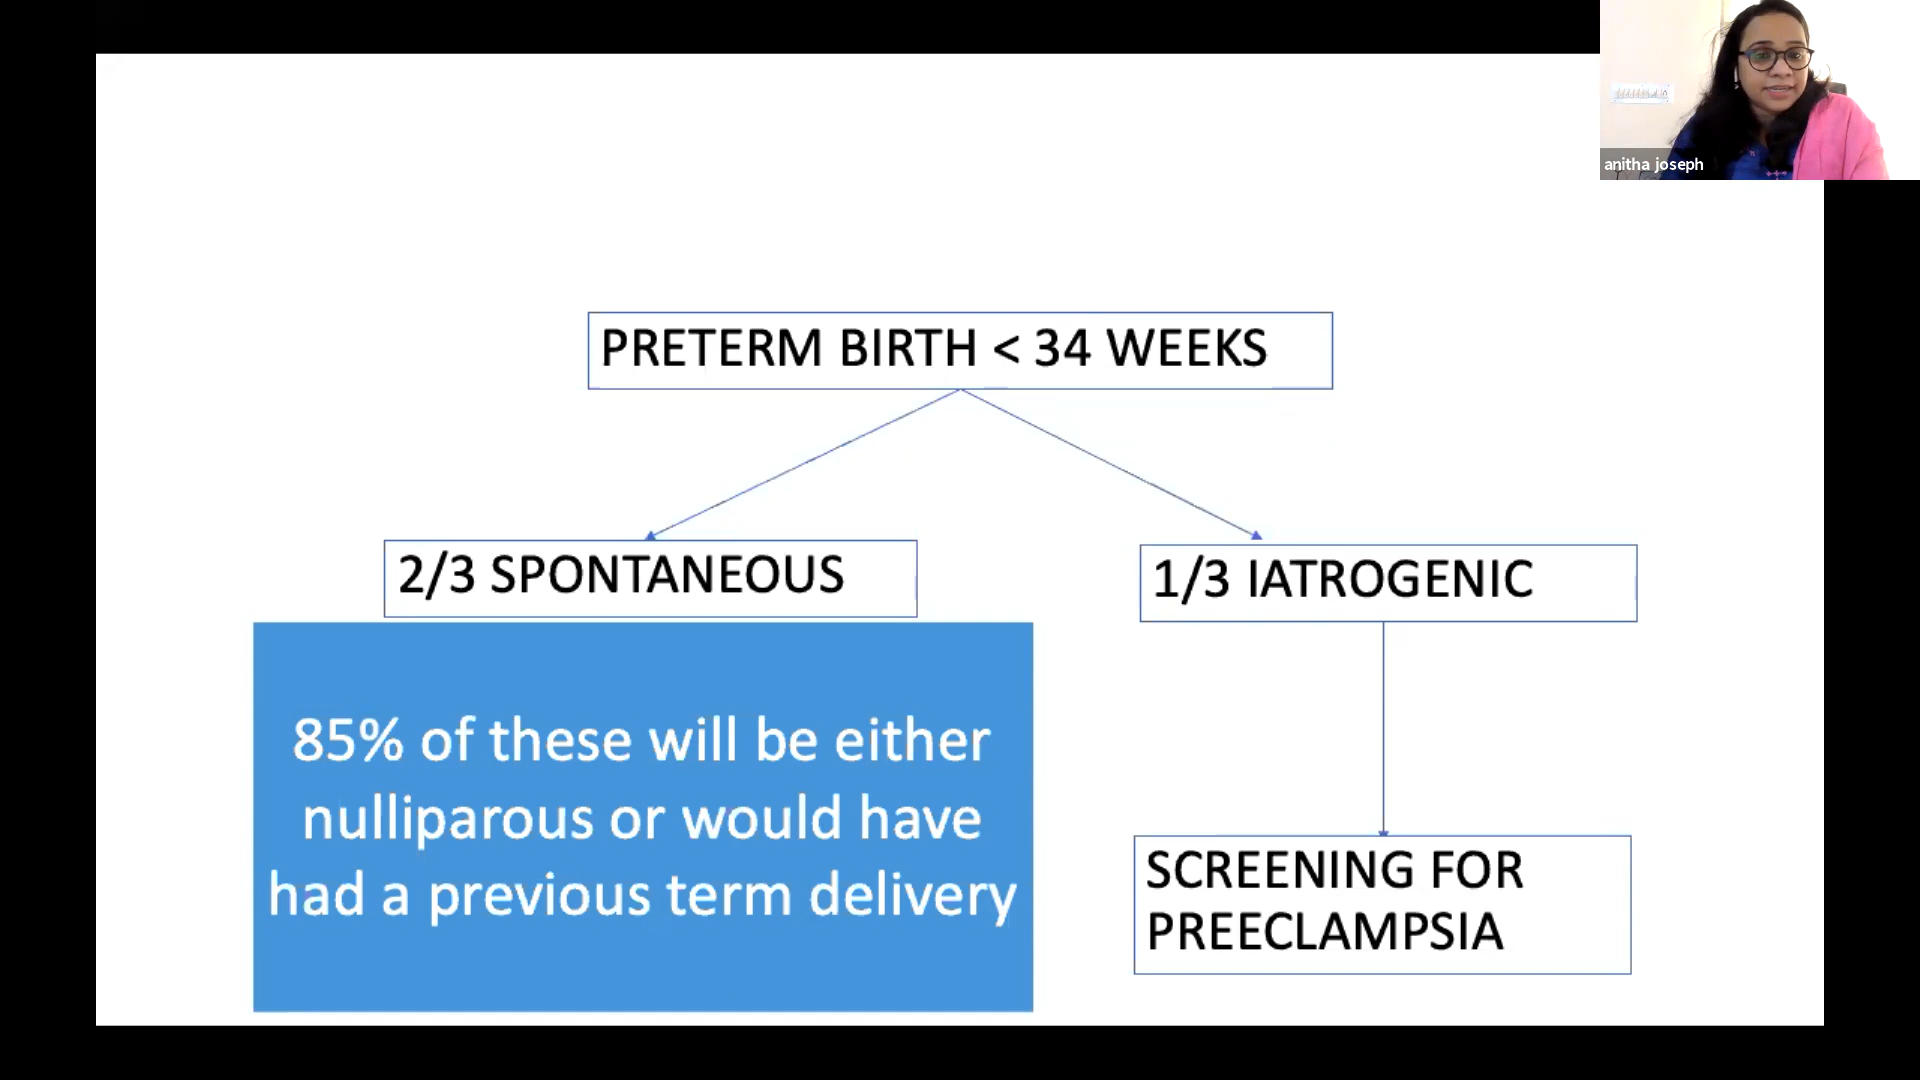 anitha joseph
PRETERM BIRTH < 34 WEEKS
2/3 SPONTANEOUS
1/3 IATROGENIC
85% of these will be either
nulliparous or would have
had a previous term delivery
SCREENING FOR
PREECLAMPSIA